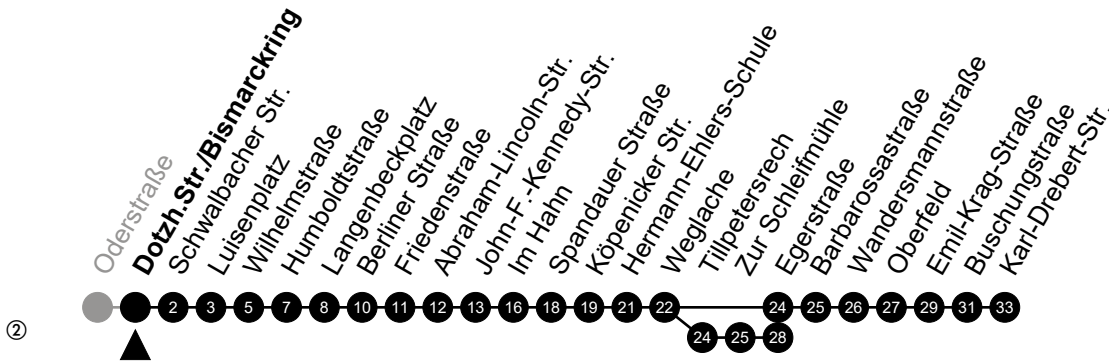 Oderstraße
Dotzh.Str./Bismarckring
Schwalbacher Str.
Luisenplatz
Wilhelmstraße
Humboldtstraße
Langenbeckplatz
Berliner Straße
Friedenstraße
Abraham-Lincoln-Str.
John-F.-Kennedy-Str.
Im Hahn
Spandauer Straße
Köpenicker Str.
Hermann-Ehlers-Schule
Weglache
Tillpetersrech
Zur Schleifmühle
Egerstraße
Barbarossastraße
Wandersmannstraße
Oberfeld
Emil-Krag-Straße
Buschungstraße
Karl-Drebert-Str.
2 3 5 7 8 10 11 12 13 16 18 19 21 22 24 25 26 27 29 31 33
② 24 25 28